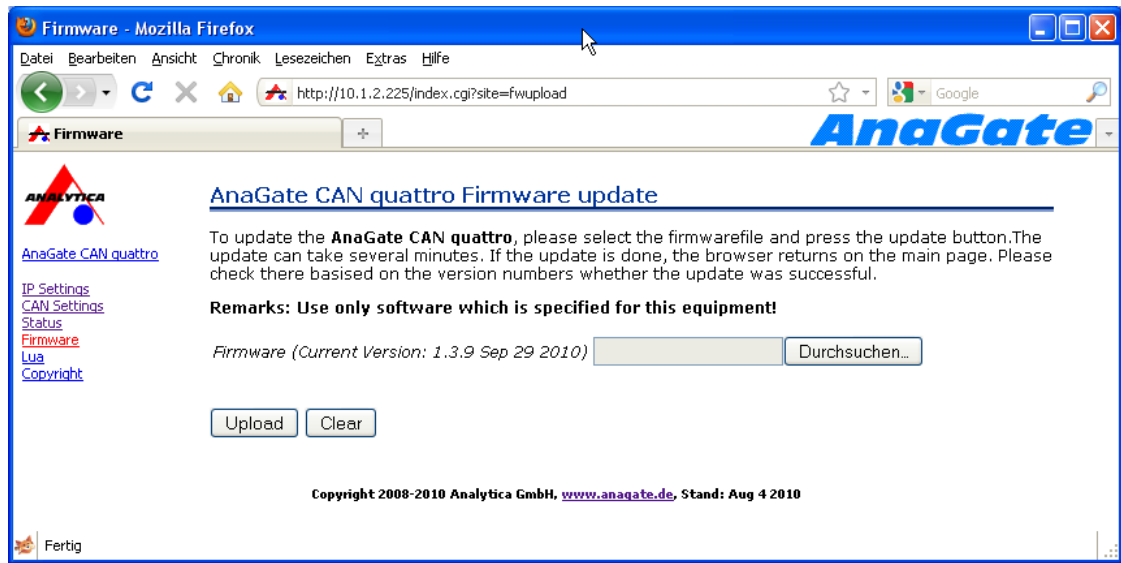 Firmware - Mozilla Firefox
Datei Bearbeiten Ansicht Chronik Lesezeichen Extras Hilfe
http://10.1.2.225/index.cgi?site=fwupload
Google
Firmware
AnaGate
ANALYTICA
AnaGate CAN quattro
IP Settings
CAN Settings
Status
Firmware
Lua
Copyright
AnaGate CAN quattro Firmware update
To update the AnaGate CAN quattro, please select the firmwarefile and press the update button.The
update can take several minutes. If the update is done, the browser returns on the main page. Please
check there basised on the version numbers whether the update was successful.
Remarks: Use only software which is specified for this equipment!
Firmware (Current Version: 1.3.9 Sep 29 2010) Durchsuchen...
Upload Clear
Copyright 2008-2010 Analytica GmbH, www.anagate.de, Stand: Aug 4 2010
Fertig